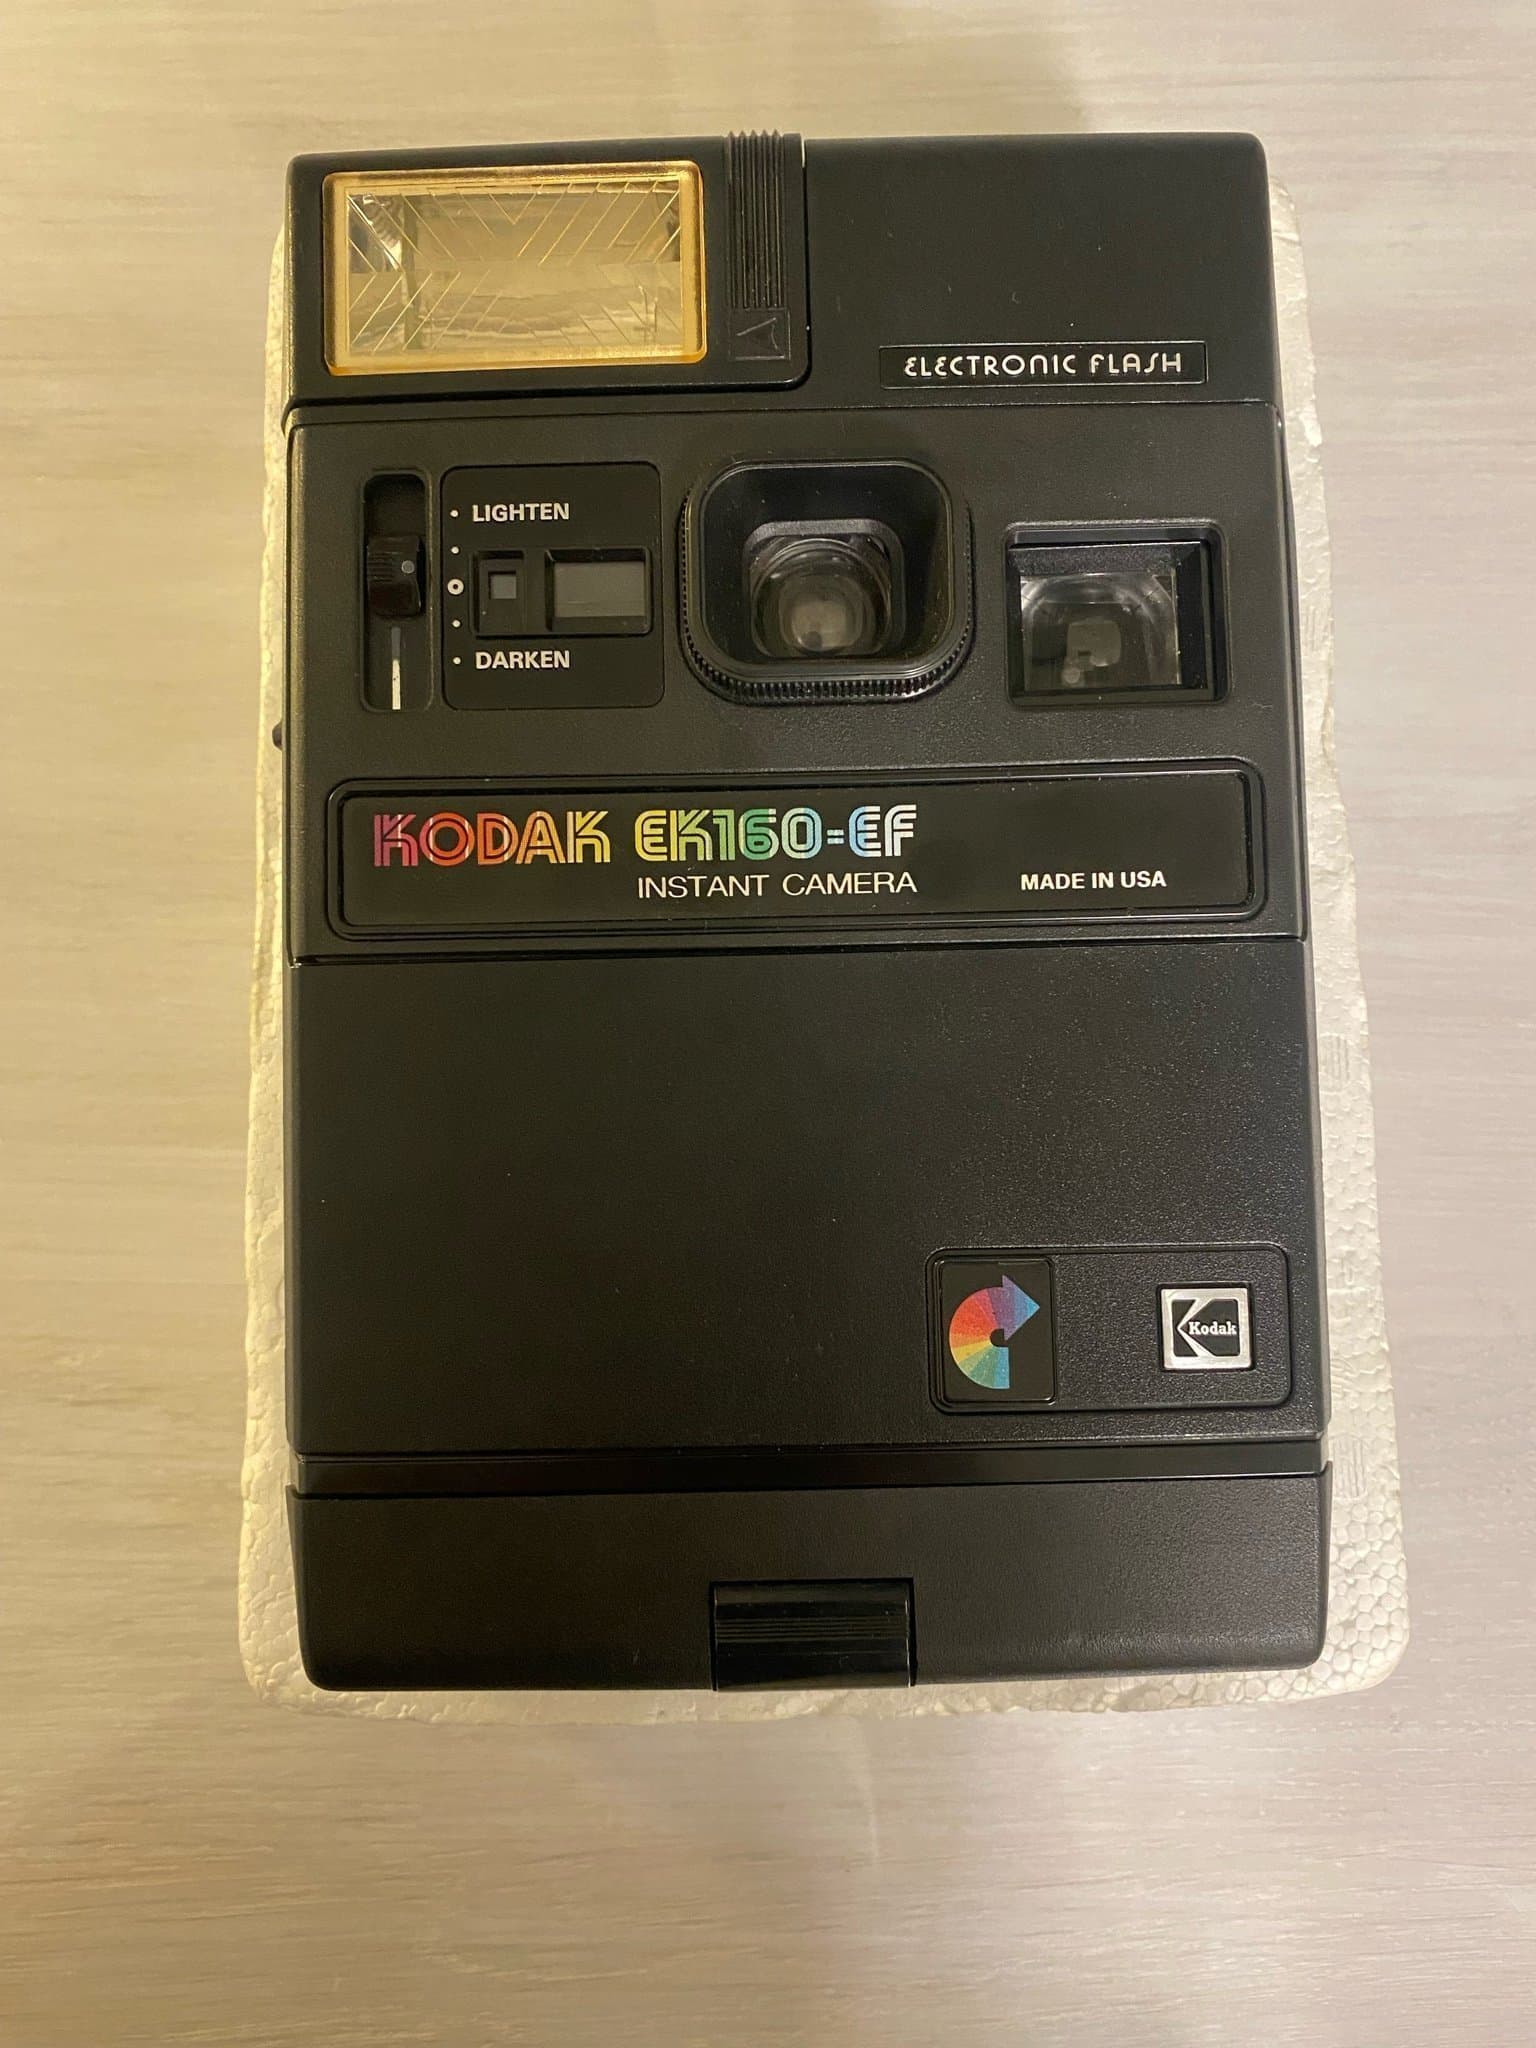 ELECTRONIC FLASH
LIGHTEN
DARKEN
KODAK EK160-EF
INSTANT CAMERA
MADE IN USA
Kodak